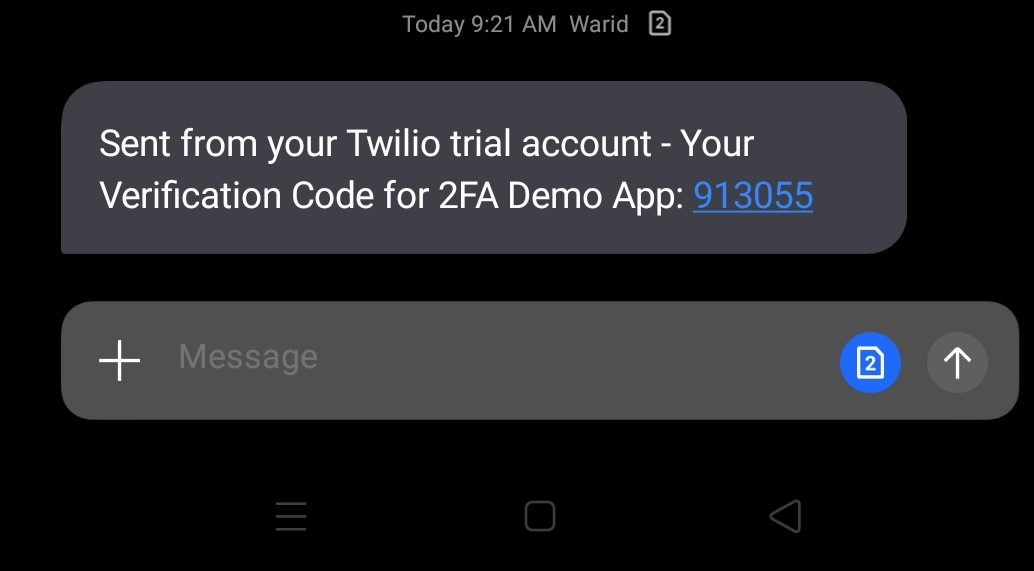 Today 9:21 AM Warid 2
Sent from your Twilio trial account - Your
Verification Code for 2FA Demo App: 913055
Message 2